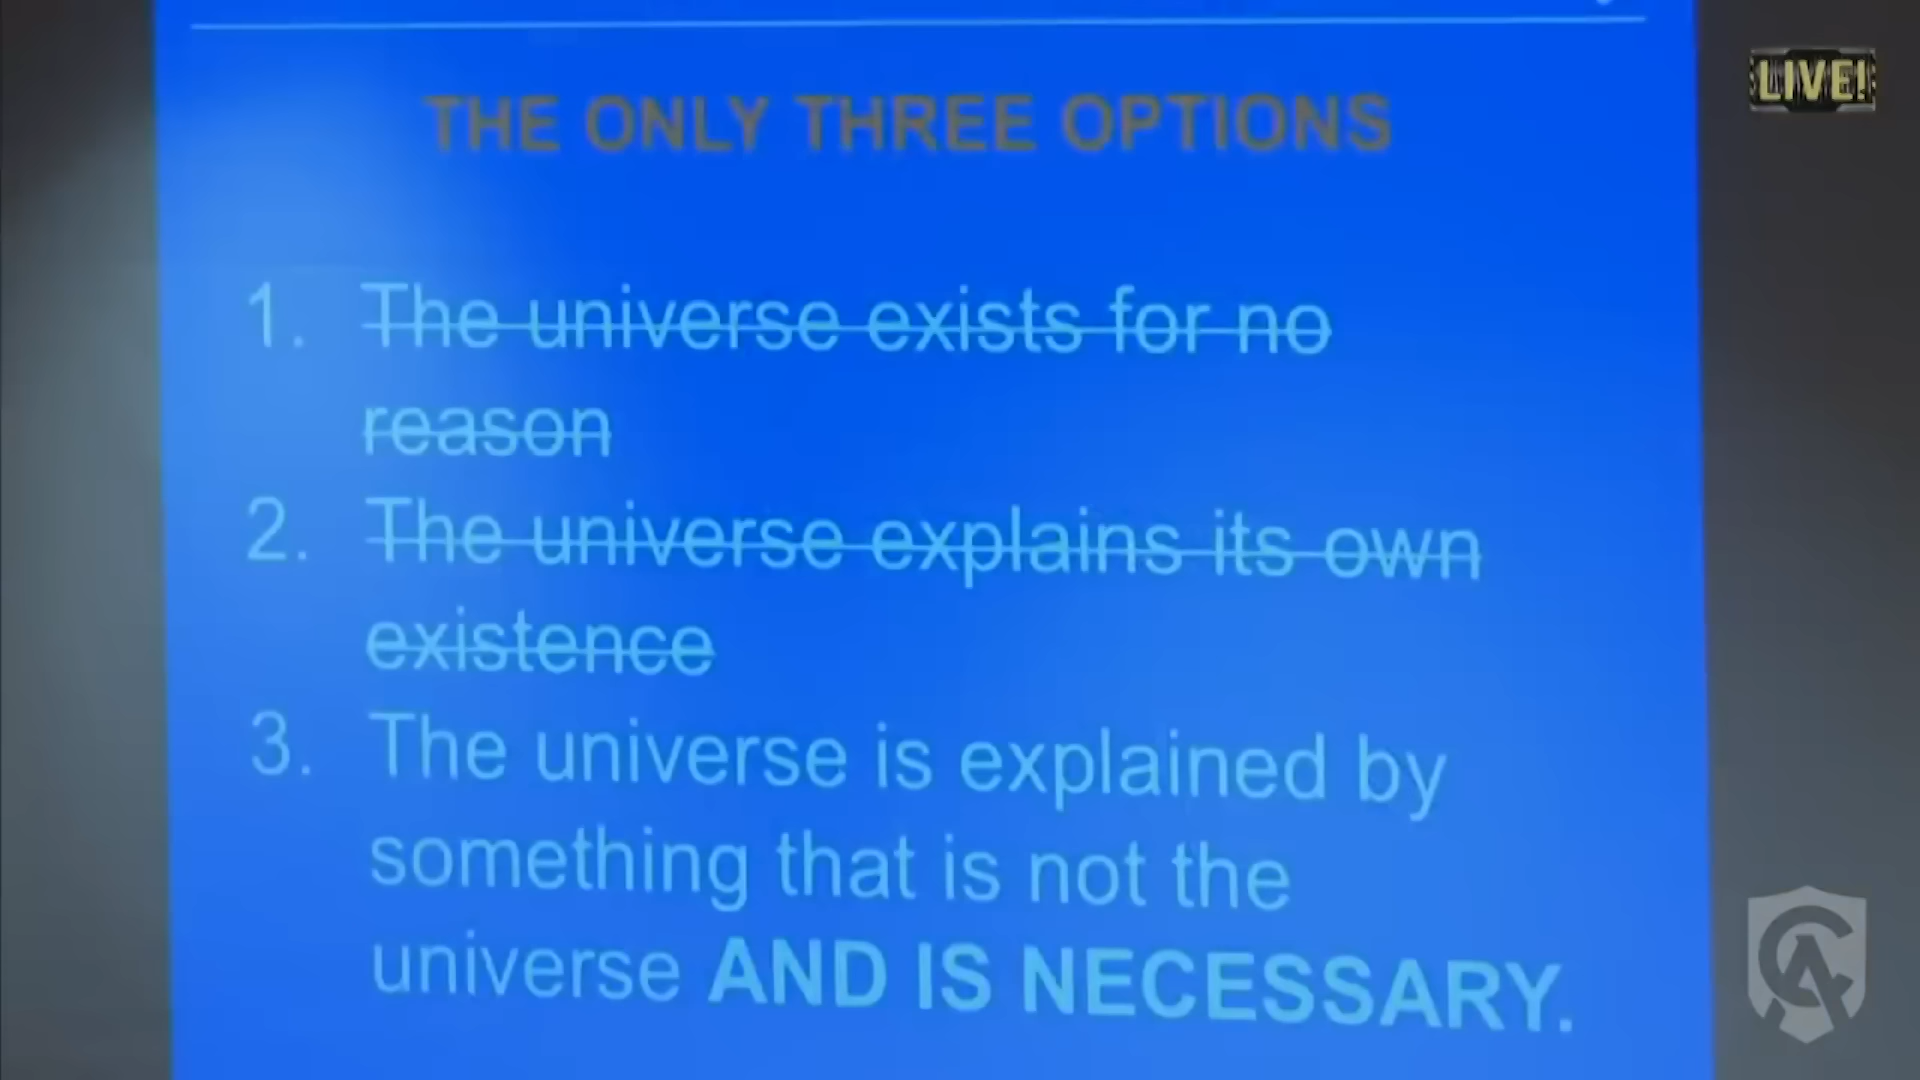 LIVE!
THE ONLY THREE OPTIONS
1. The universe exists for no
reason
2. The universe explains its own
existence
3. The universe is explained by
something that is not the
universe AND IS NECESSARY.
CA